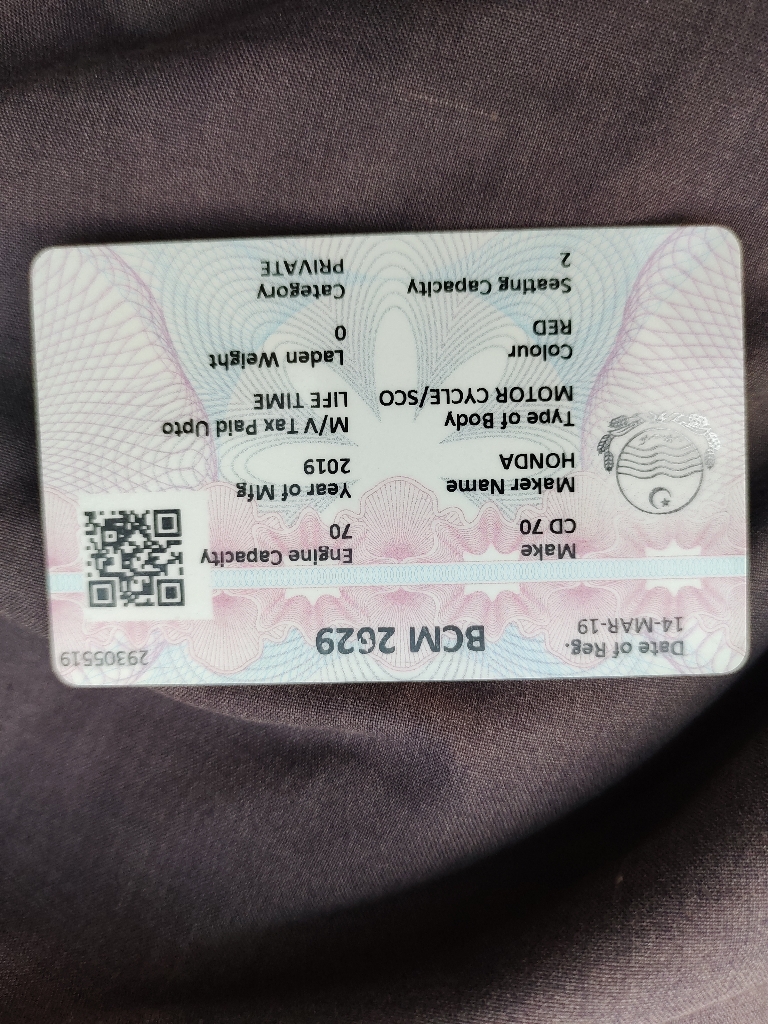 Date of Reg.
14-MAR-19
BCM 2629
29305519
Make
CD 70
Engine Capacity
70
Maker Name
HONDA
Year of Mfg
2019
Type of Body
MOTOR CYCLE/SCO
M/V Tax Paid Upto
LIFE TIME
Colour
RED
Laden Weight
0
Seating Capacity
2
Category
PRIVATE